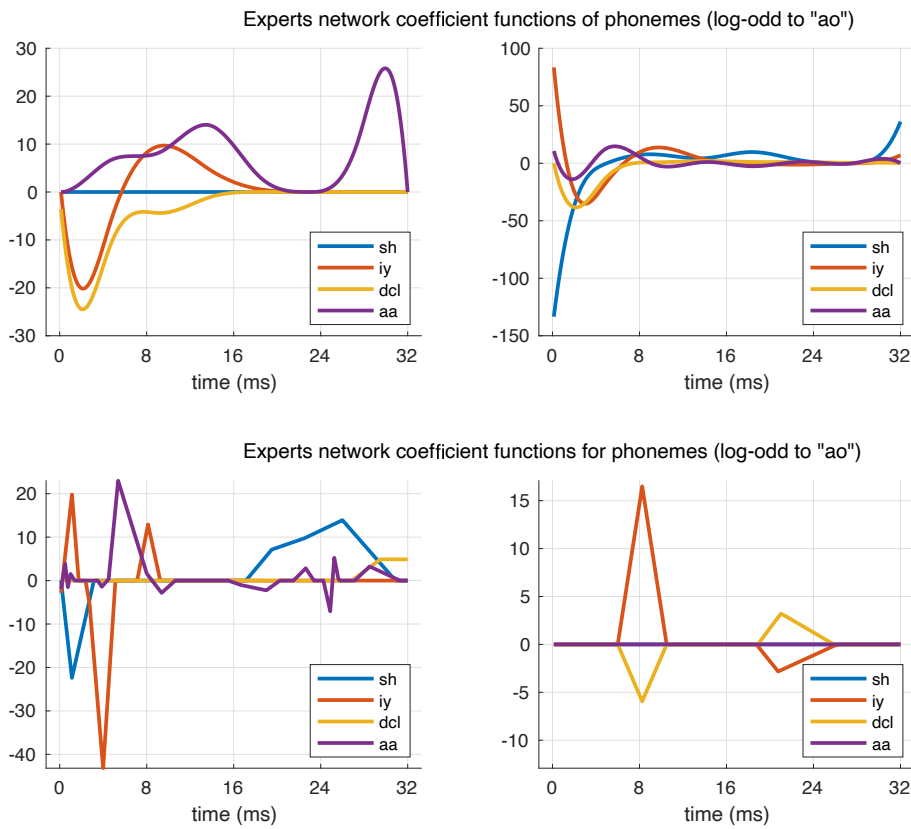 Experts network coefficient functions of phonemes (log-odd to "ao")
30
20
10
0
-10
-20
-30
sh
iy
dcl
aa
0 8 16 24 32
time (ms)
100
50
0
-50
-100
-150
sh
iy
dcl
aa
0 8 16 24 32
time (ms)
Experts network coefficient functions for phonemes (log-odd to "ao")
20
10
0
-10
-20
-30
-40
sh
iy
dcl
aa
0 8 16 24 32
time (ms)
15
10
5
0
-5
-10
sh
iy
dcl
aa
0 8 16 24 32
time (ms)